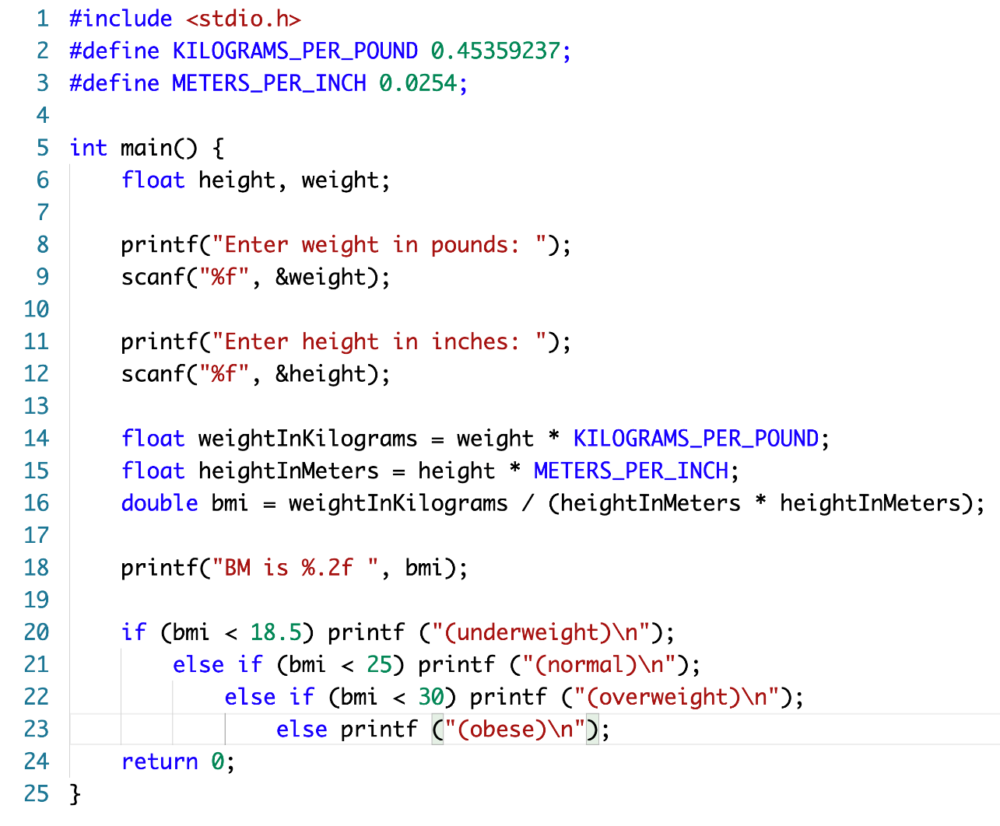 1 #include <stdio.h>
2 #define KILOGRAMS_PER_POUND 0.45359237;
3 #define METERS_PER_INCH 0.0254;
4
5 int main() {
6     float height, weight;
7
8     printf("Enter weight in pounds: ");
9     scanf("%f", &weight);
10
11     printf("Enter height in inches: ");
12     scanf("%f", &height);
13
14     float weightInKilograms = weight * KILOGRAMS_PER_POUND;
15     float heightInMeters = height * METERS_PER_INCH;
16     double bmi = weightInKilograms / (heightInMeters * heightInMeters);
17
18     printf("BM is %.2f ", bmi);
19
20     if (bmi < 18.5) printf ("(underweight)\n");
21         else if (bmi < 25) printf ("(normal)\n");
22             else if (bmi < 30) printf ("(overweight)\n");
23                 else printf ("(obese)\n");
24     return 0;
25 }